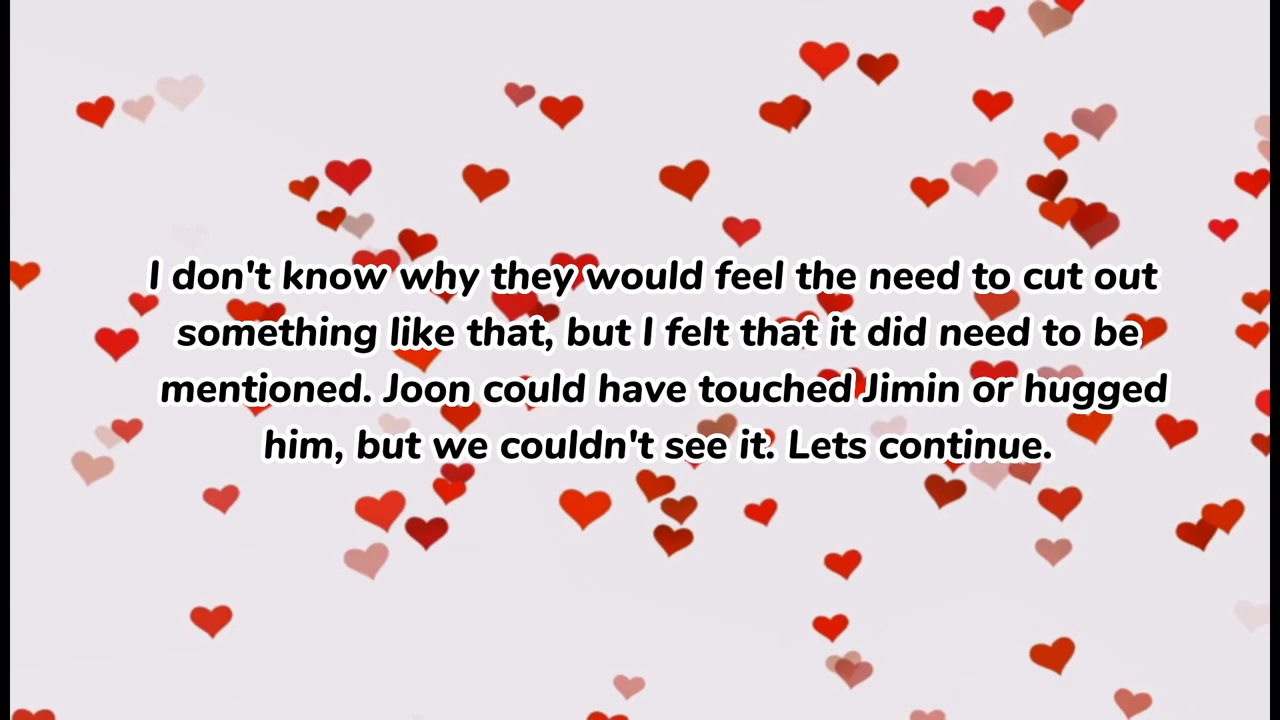 I don't know why they would feel the need to cut out
something like that, but I felt that it did need to be
mentioned. Joon could have touched Jimin or hugged
him, but we couldn't see it. Lets continue.